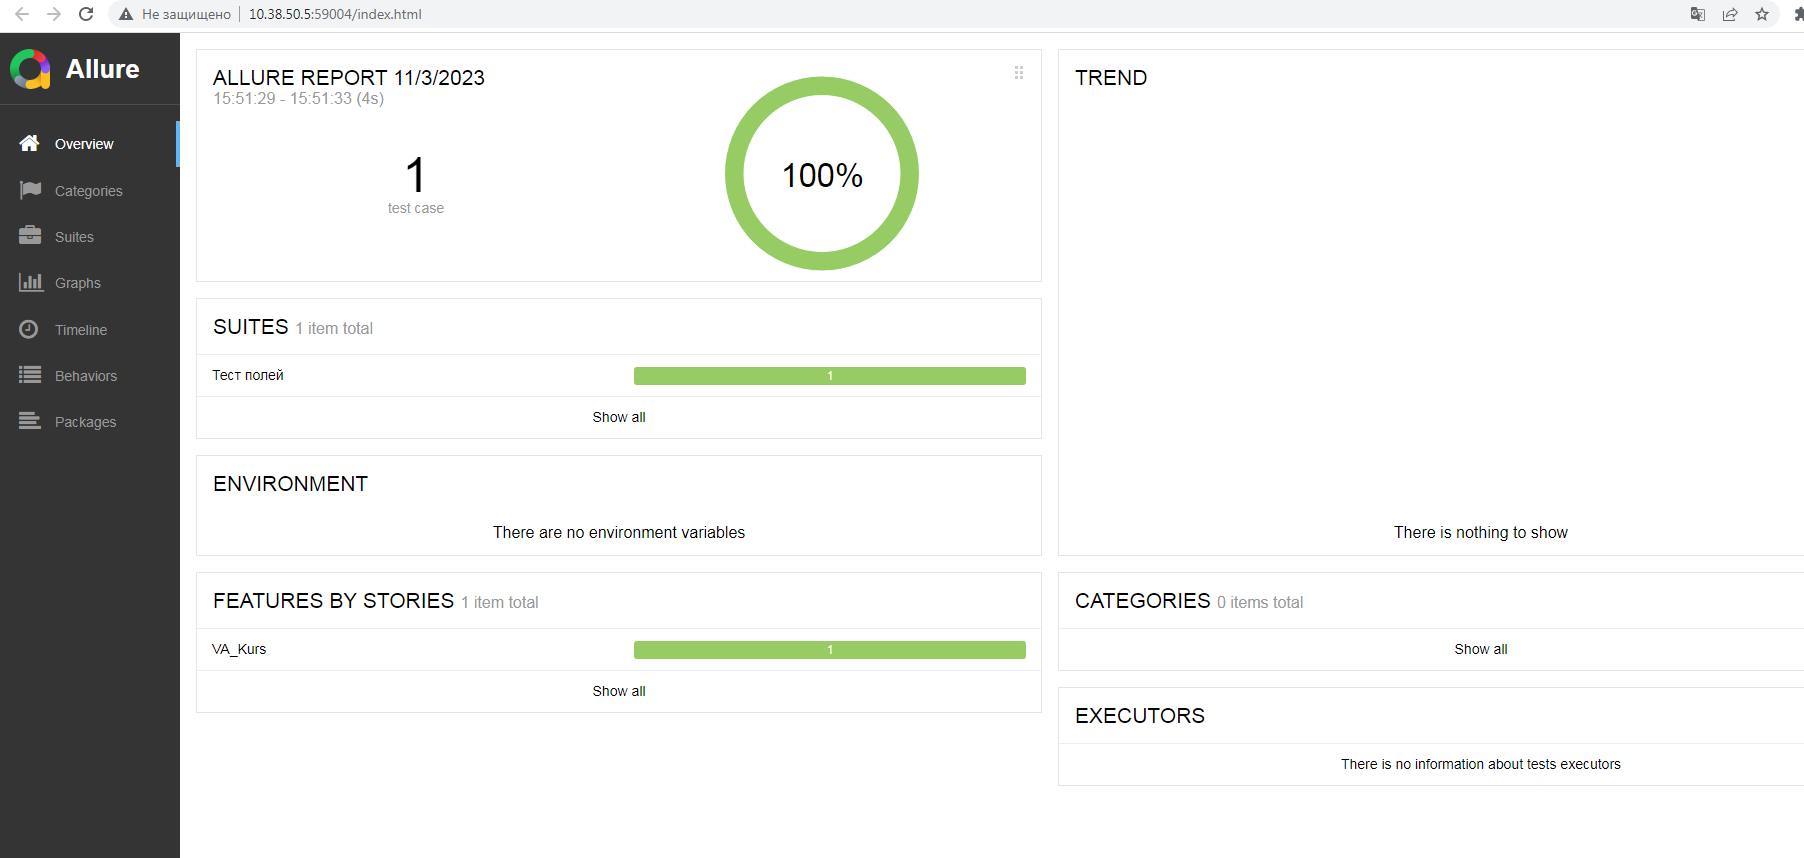 Не защищено 10.38.50.5:59004/index.html
Allure
Overview
Categories
Suites
Graphs
Timeline
Behaviors
Packages
ALLURE REPORT 11/3/2023
15:51:29 - 15:51:33 (4s)
1
test case
100%
SUITES 1 item total
Тест полей 1
Show all
ENVIRONMENT
There are no environment variables
FEATURES BY STORIES 1 item total
VA_Kurs 1
Show all
TREND
There is nothing to show
CATEGORIES 0 items total
Show all
EXECUTORS
There is no information about tests executors